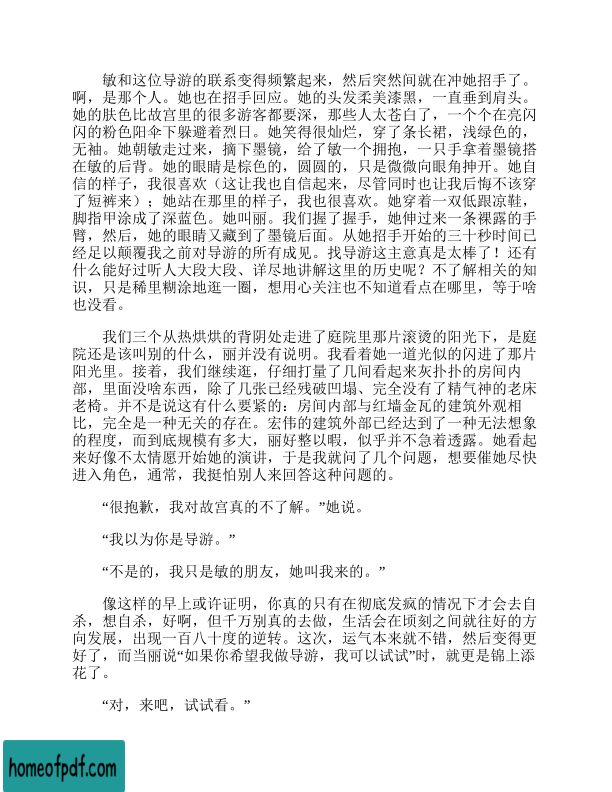 敏和这位导游的联系变得频繁起来，然后突然间就在冲她招手了。
啊，是那个人。她也在招手回应。她的头发柔美漆黑，一直垂到肩头。
她的肤色比故宫里的很多游客都要深，那些人太苍白了，一个个在亮闪
闪的粉色阳伞下躲避着烈日。她笑得很灿烂，穿了条长裙，浅绿色的，
无袖。她朝敏走过来，摘下墨镜，给了敏一个拥抱，一只手拿着墨镜搭
在敏的后背。她的眼睛是棕色的，圆圆的，只是微微向眼角抻开。她自
信的样子，我很喜欢（这让我也自信起来，尽管同时也让我后悔不该穿
了短裤来）；她站在那里的样子，我也很喜欢。她穿着一双低跟凉鞋，
脚指甲涂成了深蓝色。她叫丽。我们握了握手，她伸过来一条裸露的手
臂，然后，她的眼睛又藏到了墨镜后面。从她招手开始的三十秒时间已
经足以颠覆我之前对导游的所有成见。找导游这主意真是太棒了！还有
什么能好过听人大段大段、详尽地讲解这里的历史呢？不了解相关的知
识，只是稀里糊涂地逛一圈，想用心关注也不知道看点在哪里，等于啥
也没看。
我们三个从热烘烘的背阴处走进了庭院里那片滚烫的阳光下，是庭
院还是该叫别的什么，丽并没有说明。我看着她一道光似的闪进了那片
阳光里。接着，我们继续逛，仔细打量了几间看起来灰扑扑的房间内
部，里面没啥东西，除了几张已经残破凹塌、完全没有了精气神的老床
老椅。并不是说这有什么要紧的：房间内部与红墙金瓦的建筑外观相
比，完全是一种无关的存在。宏伟的建筑外部已经达到了一种无法想象
的程度，而到底规模有多大，丽好整以暇，似乎并不急着透露。她看起
来好像不太情愿开始她的演讲，于是我就问了几个问题，想要催她尽快
进入角色，通常，我挺怕别人来回答这种问题的。
“很抱歉，我对故宫真的不了解。”她说。
“我以为你是导游。”
“不是的，我只是敏的朋友，她叫我来的。”
像这样的早上或许证明，你真的只有在彻底发疯的情况下才会去自
杀，想自杀，好啊，但千万别真的去做，生活会在顷刻之间就往好的方
向发展，出现一百八十度的逆转。这次，运气本来就不错，然后变得更
好了，而当丽说“如果你希望我做导游，我可以试试”时，就更是锦上添
花了。
“对，来吧，试试看。”
homeofpdf.com